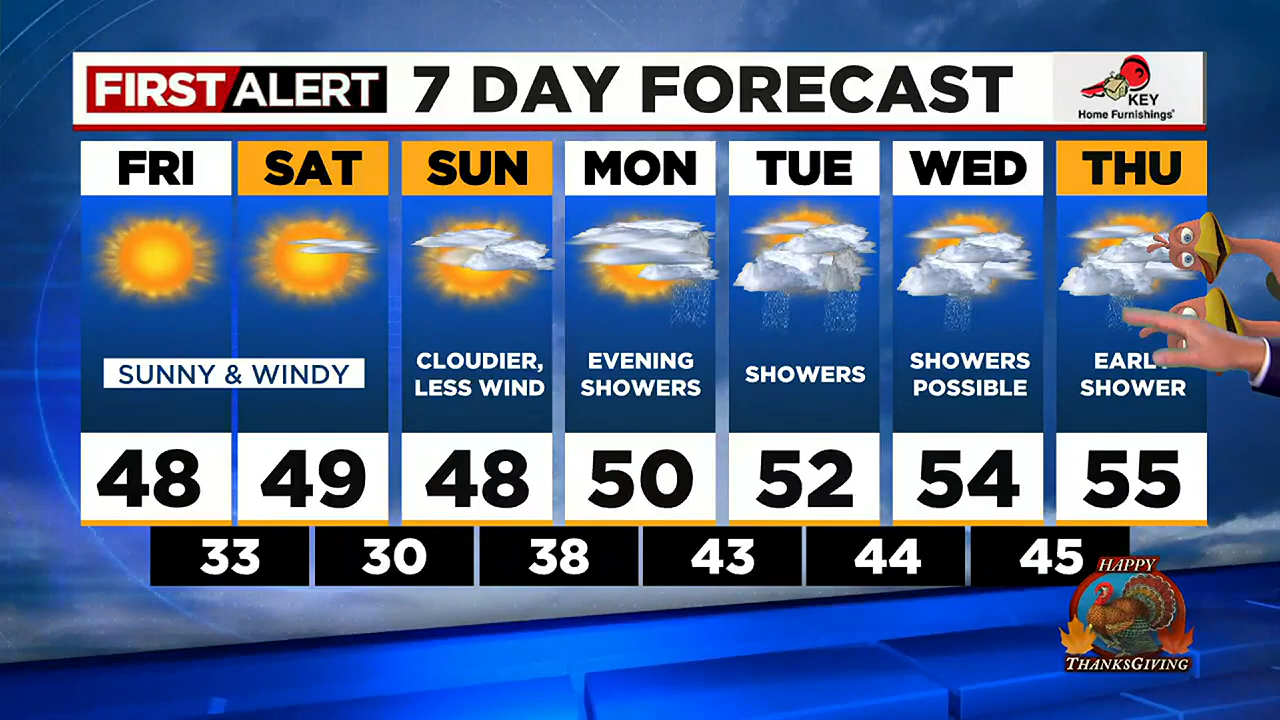 FIRST ALERT 7 DAY FORECAST
KEY
Home Furnishings
FRI SAT SUN MON TUE WED THU
SUNNY & WINDY
CLOUDIER,
LESS WIND
EVENING
SHOWERS
SHOWERS
SHOWERS
POSSIBLE
EARLY
SHOWER
48 49 48 50 52 54 55
33 30 38 43 44 45
HAPPY
THANKSGIVING